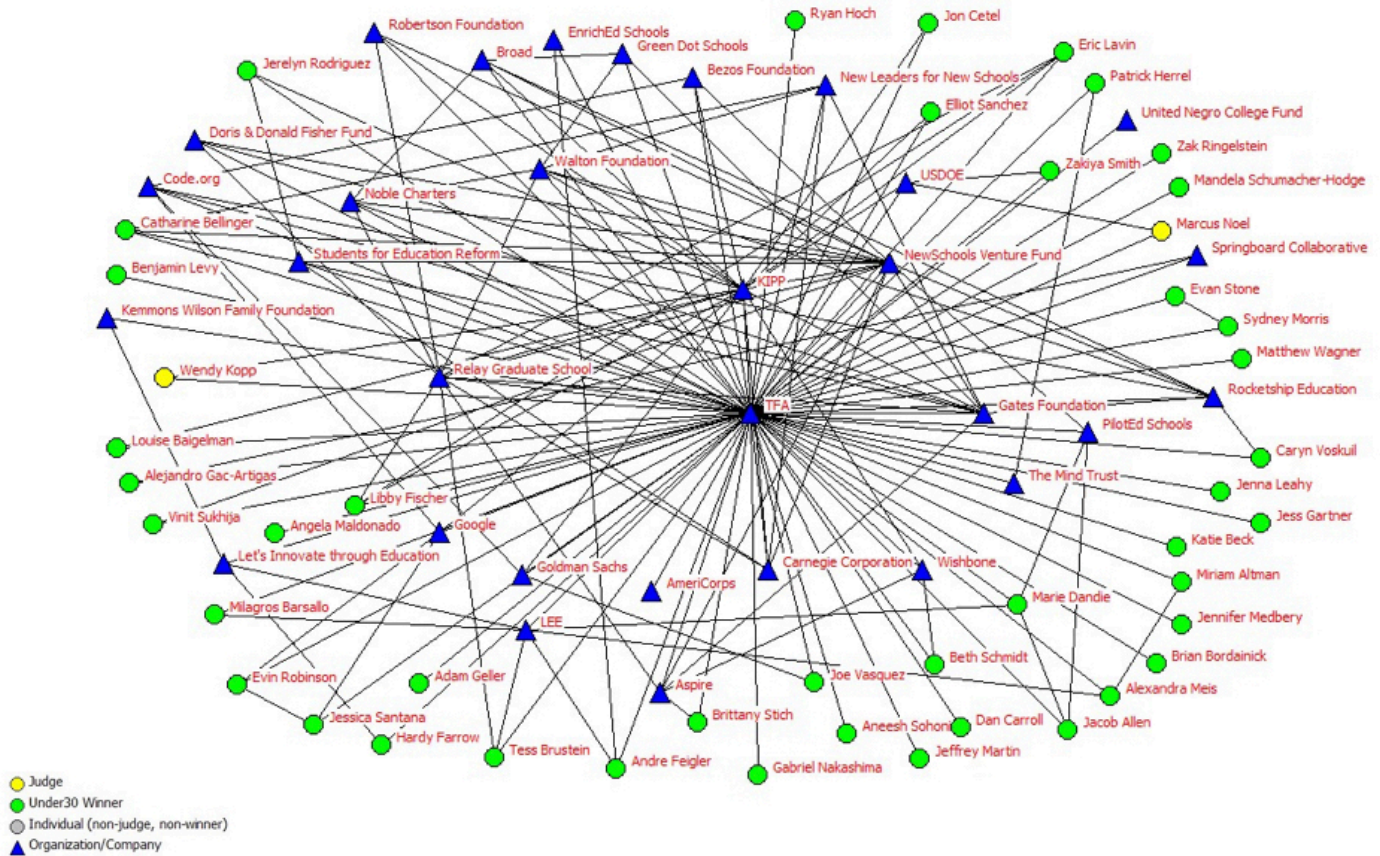 Ryan Hoch
Jon Cetel
Robertson Foundation
EnrichEd Schools
Green Dot Schools
Eric Lavin
Broad
Jerelyn Rodriguez
Bezos Foundation
New Leaders for New Schools
Patrick Herrel
Elliot Sanchez
United Negro College Fund
Doris & Donald Fisher Fund
Zak Ringelstein
Walton Foundation
Zakiya Smith
Code.org
USDOE
Mandela Schumacher-Hodge
Noble Charters
Catharine Bellinger
Marcus Noel
Students for Education Reform
NewSchools Venture Fund
Springboard Collaborative
Benjamin Levy
KIPP
Evan Stone
Kemmons Wilson Family Foundation
Sydney Morris
Matthew Wagner
Wendy Kopp
Relay Graduate School
Rocketship Education
TFA
Gates Foundation
PilotEd Schools
Louise Baigelman
Caryn Voskuil
Alejandro Gac-Artigas
The Mind Trust
Jenna Leahy
Libby Fischer
Vinit Sukhija
Angela Maldonado
Google
Jess Gartner
Katie Beck
Let's Innovate through Education
Goldman Sachs
AmeriCorps
Carnegie Corporation
Wishbone
Miriam Altman
Milagros Barsallo
Marie Dandie
LEE
Jennifer Medbery
Beth Schmidt
Brian Bordainick
Evin Robinson
Adam Geller
Aspire
Joe Vasquez
Alexandra Meis
Jessica Santana
Brittany Stich
Aneesh Sohoni
Dan Carroll
Jacob Allen
Hardy Farrow
Tess Brustein
Andre Feigler
Gabriel Nakashima
Jeffrey Martin
Judge
Under30 Winner
Individual (non-judge, non-winner)
Organization/Company